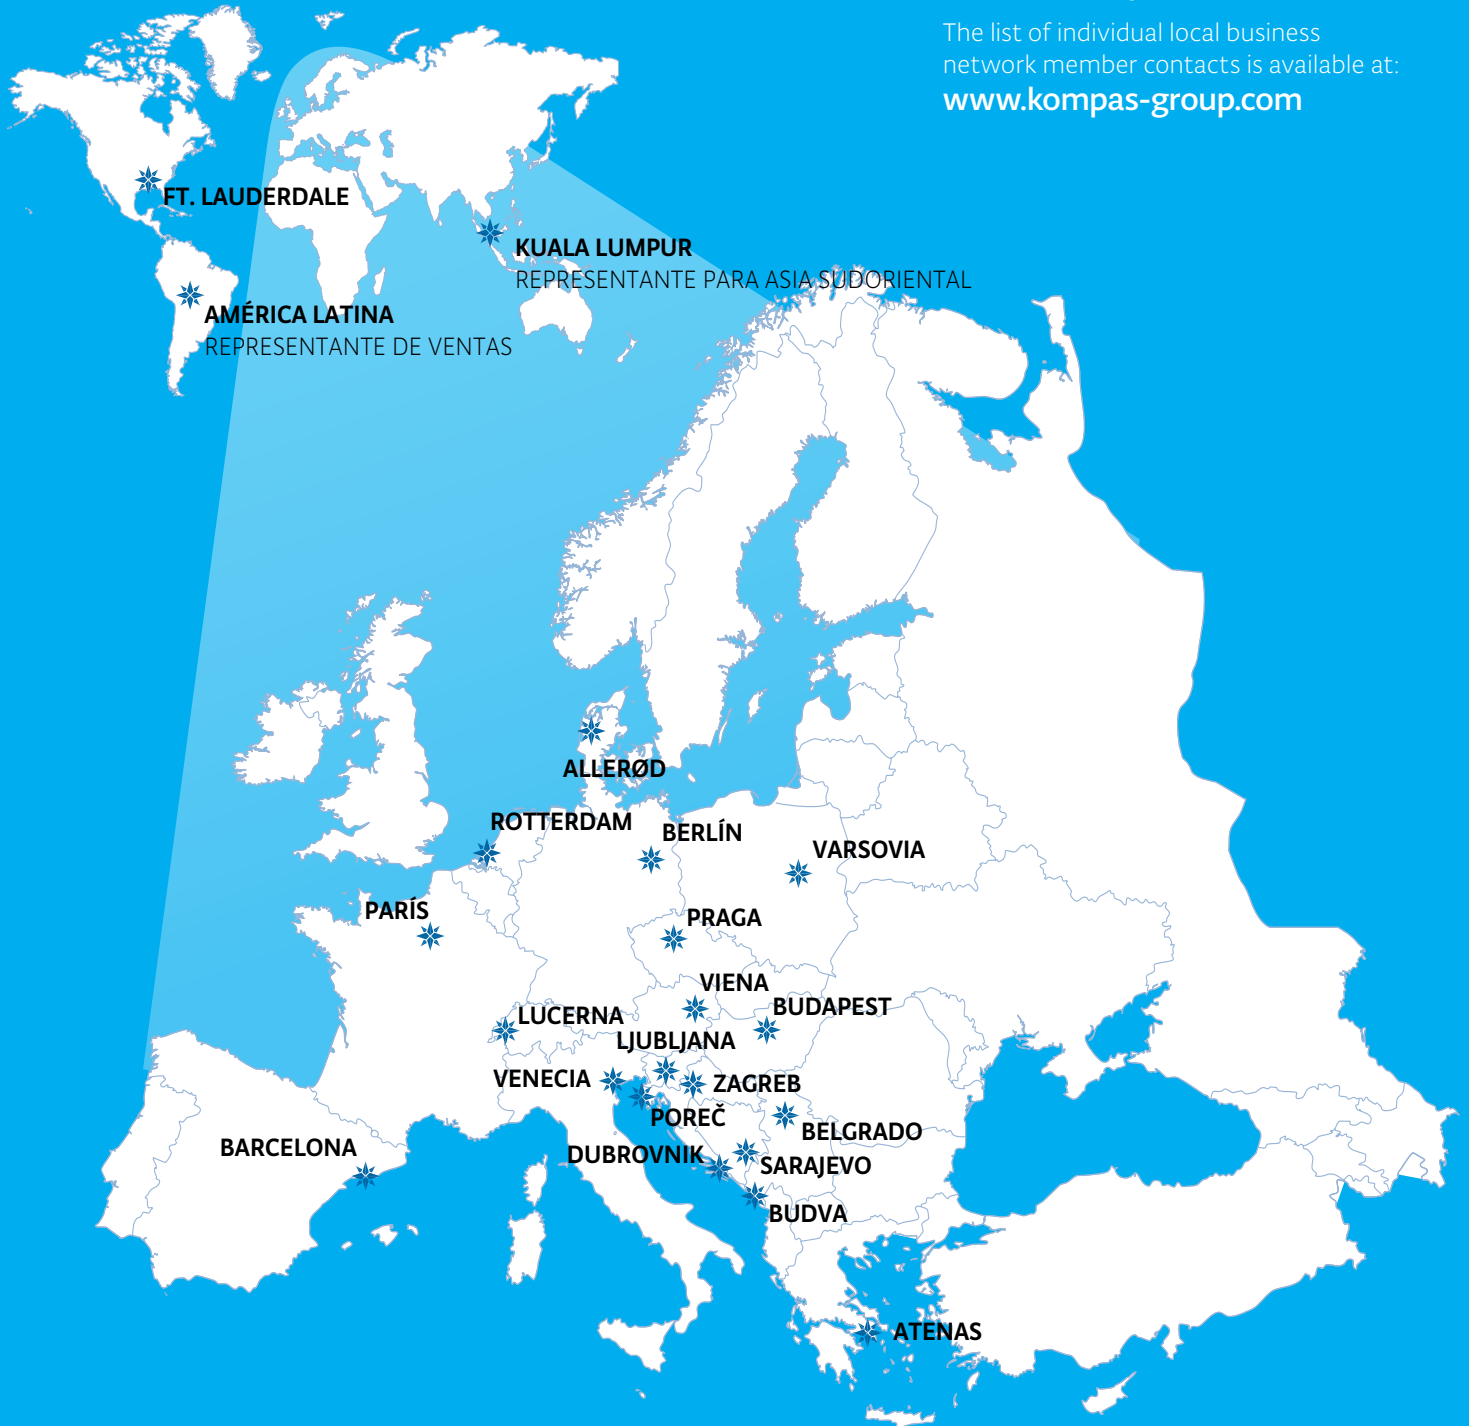 The list of individual local business
network member contacts is available at:
www.kompas-group.com
FT. LAUDERDALE
KUALA LUMPUR
REPRESENTANTE PARA ASIA SUDORIENTAL
AMÉRICA LATINA
REPRESENTANTE DE VENTAS
ALLERØD
ROTTERDAM
BERLÍN
VARSOVIA
PARÍS
PRAGA
VIENA
BUDAPEST
LUCERNA
LJUBLJANA
VENECIA
ZAGREB
POREČ
BELGRADO
BARCELONA
DUBROVNIK
SARAJEVO
BUDVA
ATENAS